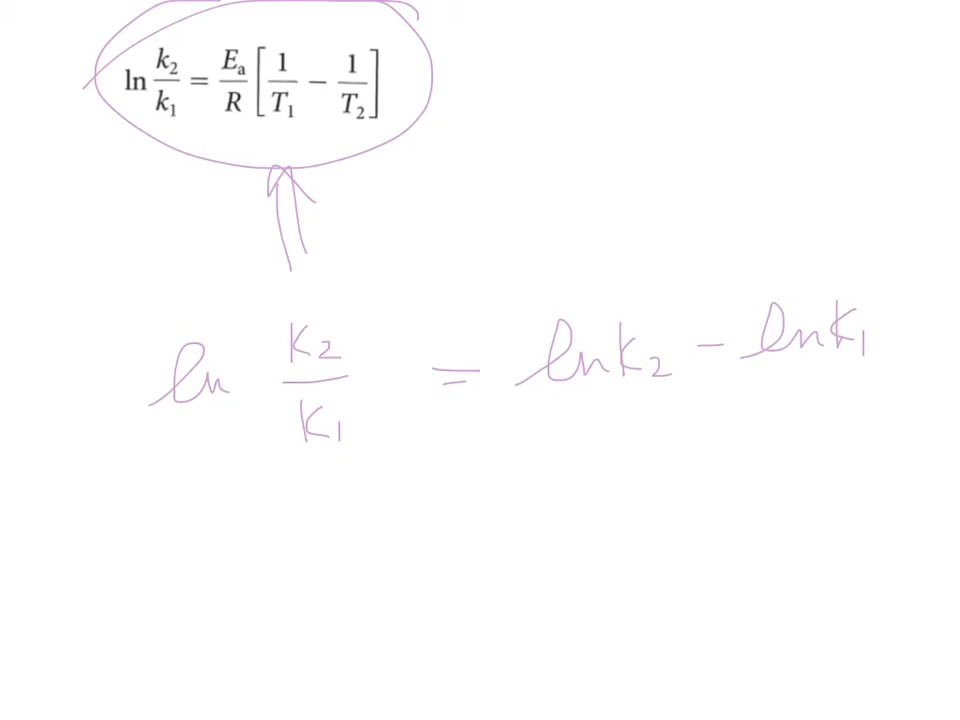 ln k₂/k₁ = Eₐ/R [1/T₁ − 1/T₂]
ln K₂/K₁ = lnk₂ − lnk₁